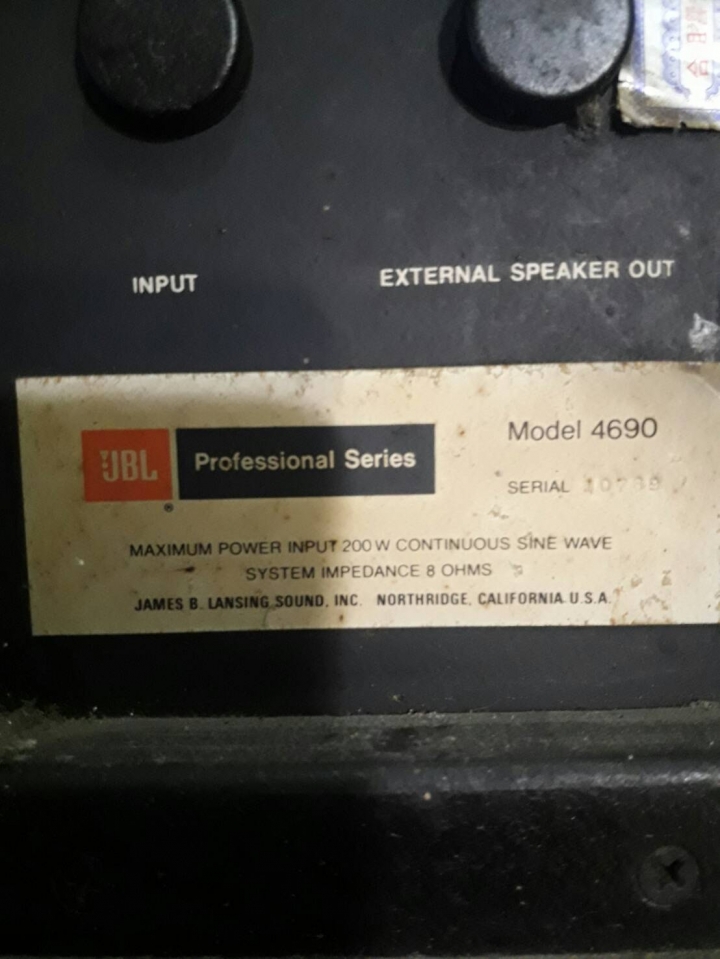 INPUT
EXTERNAL SPEAKER OUT
JBL Professional Series
Model 4690
SERIAL
®
MAXIMUM POWER INPUT 200 W CONTINUOUS SINE WAVE
SYSTEM IMPEDANCE 8 OHMS
JAMES B. LANSING SOUND, INC. NORTHRIDGE, CALIFORNIA U.S.A.